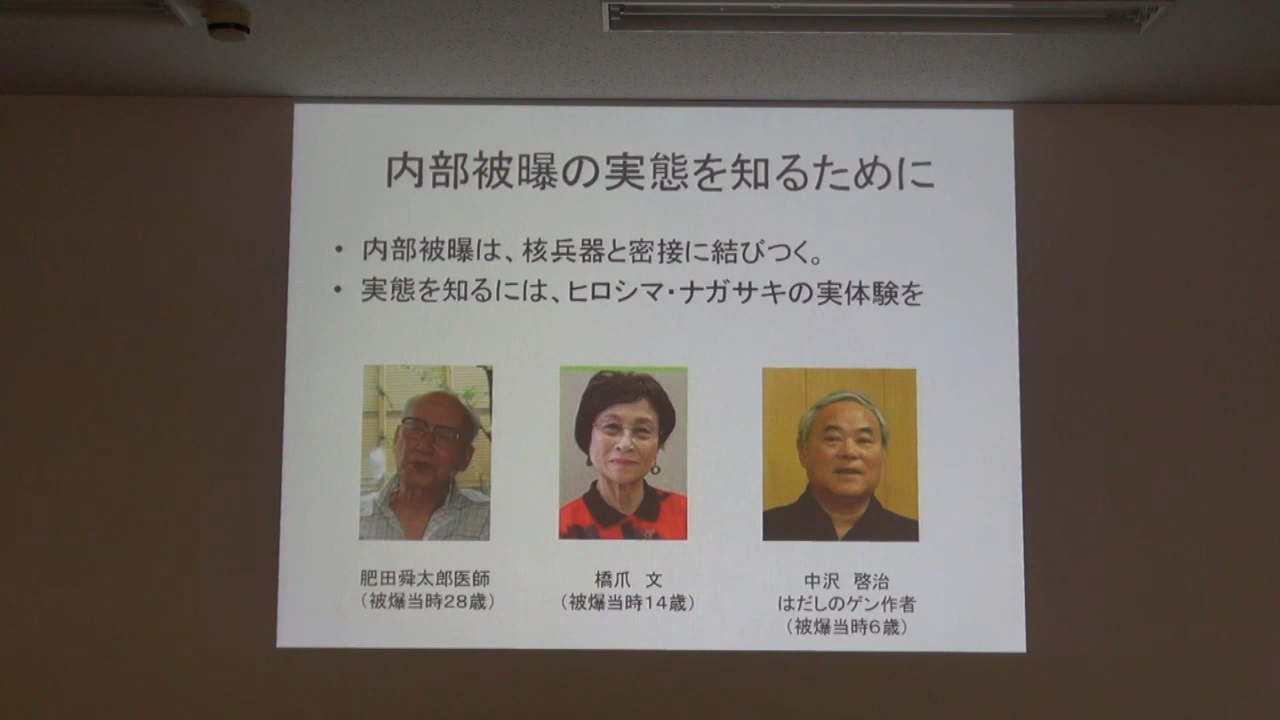 内部被曝の実態を知るために
• 内部被曝は、核兵器と密接に結びつく。
• 実態を知るには、ヒロシマ・ナガサキの実体験を
肥田舜太郎医師
（被爆当時28歳）
橋爪　文
（被爆当時14歳）
中沢　啓治
はだしのゲン作者
（被爆当時6歳）